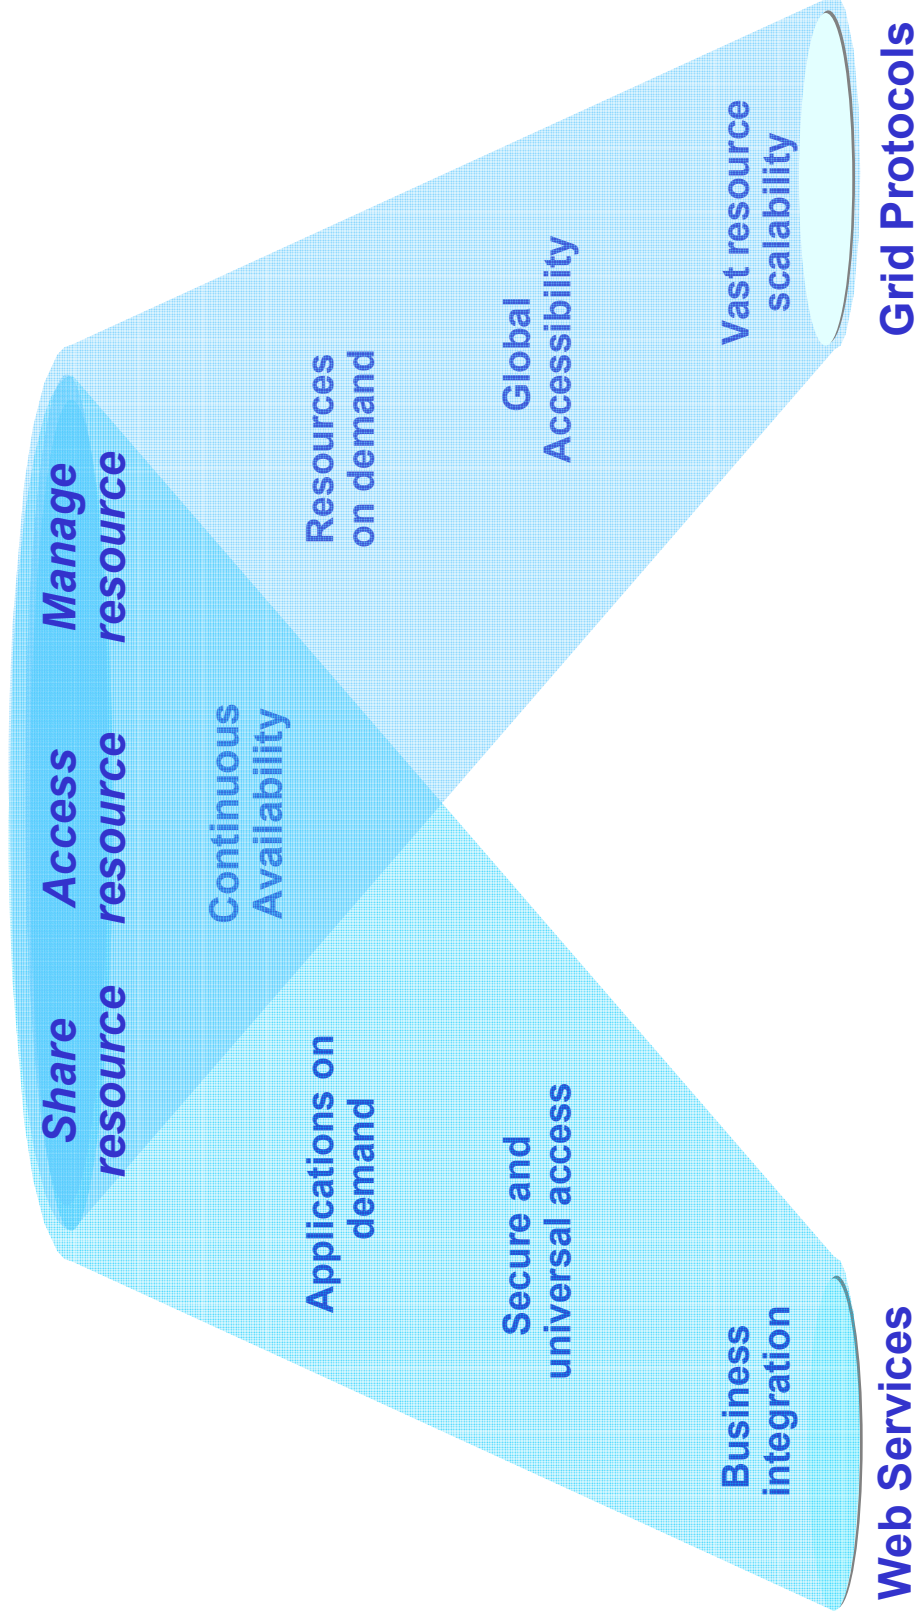 Share
resource
Access
resource
Manage
resource
Continuous
Availability
Applications on
demand
Resources
on demand
Secure and
universal access
Global
Accessibility
Business
integration
Vast resource
scalability
Web Services
Grid Protocols